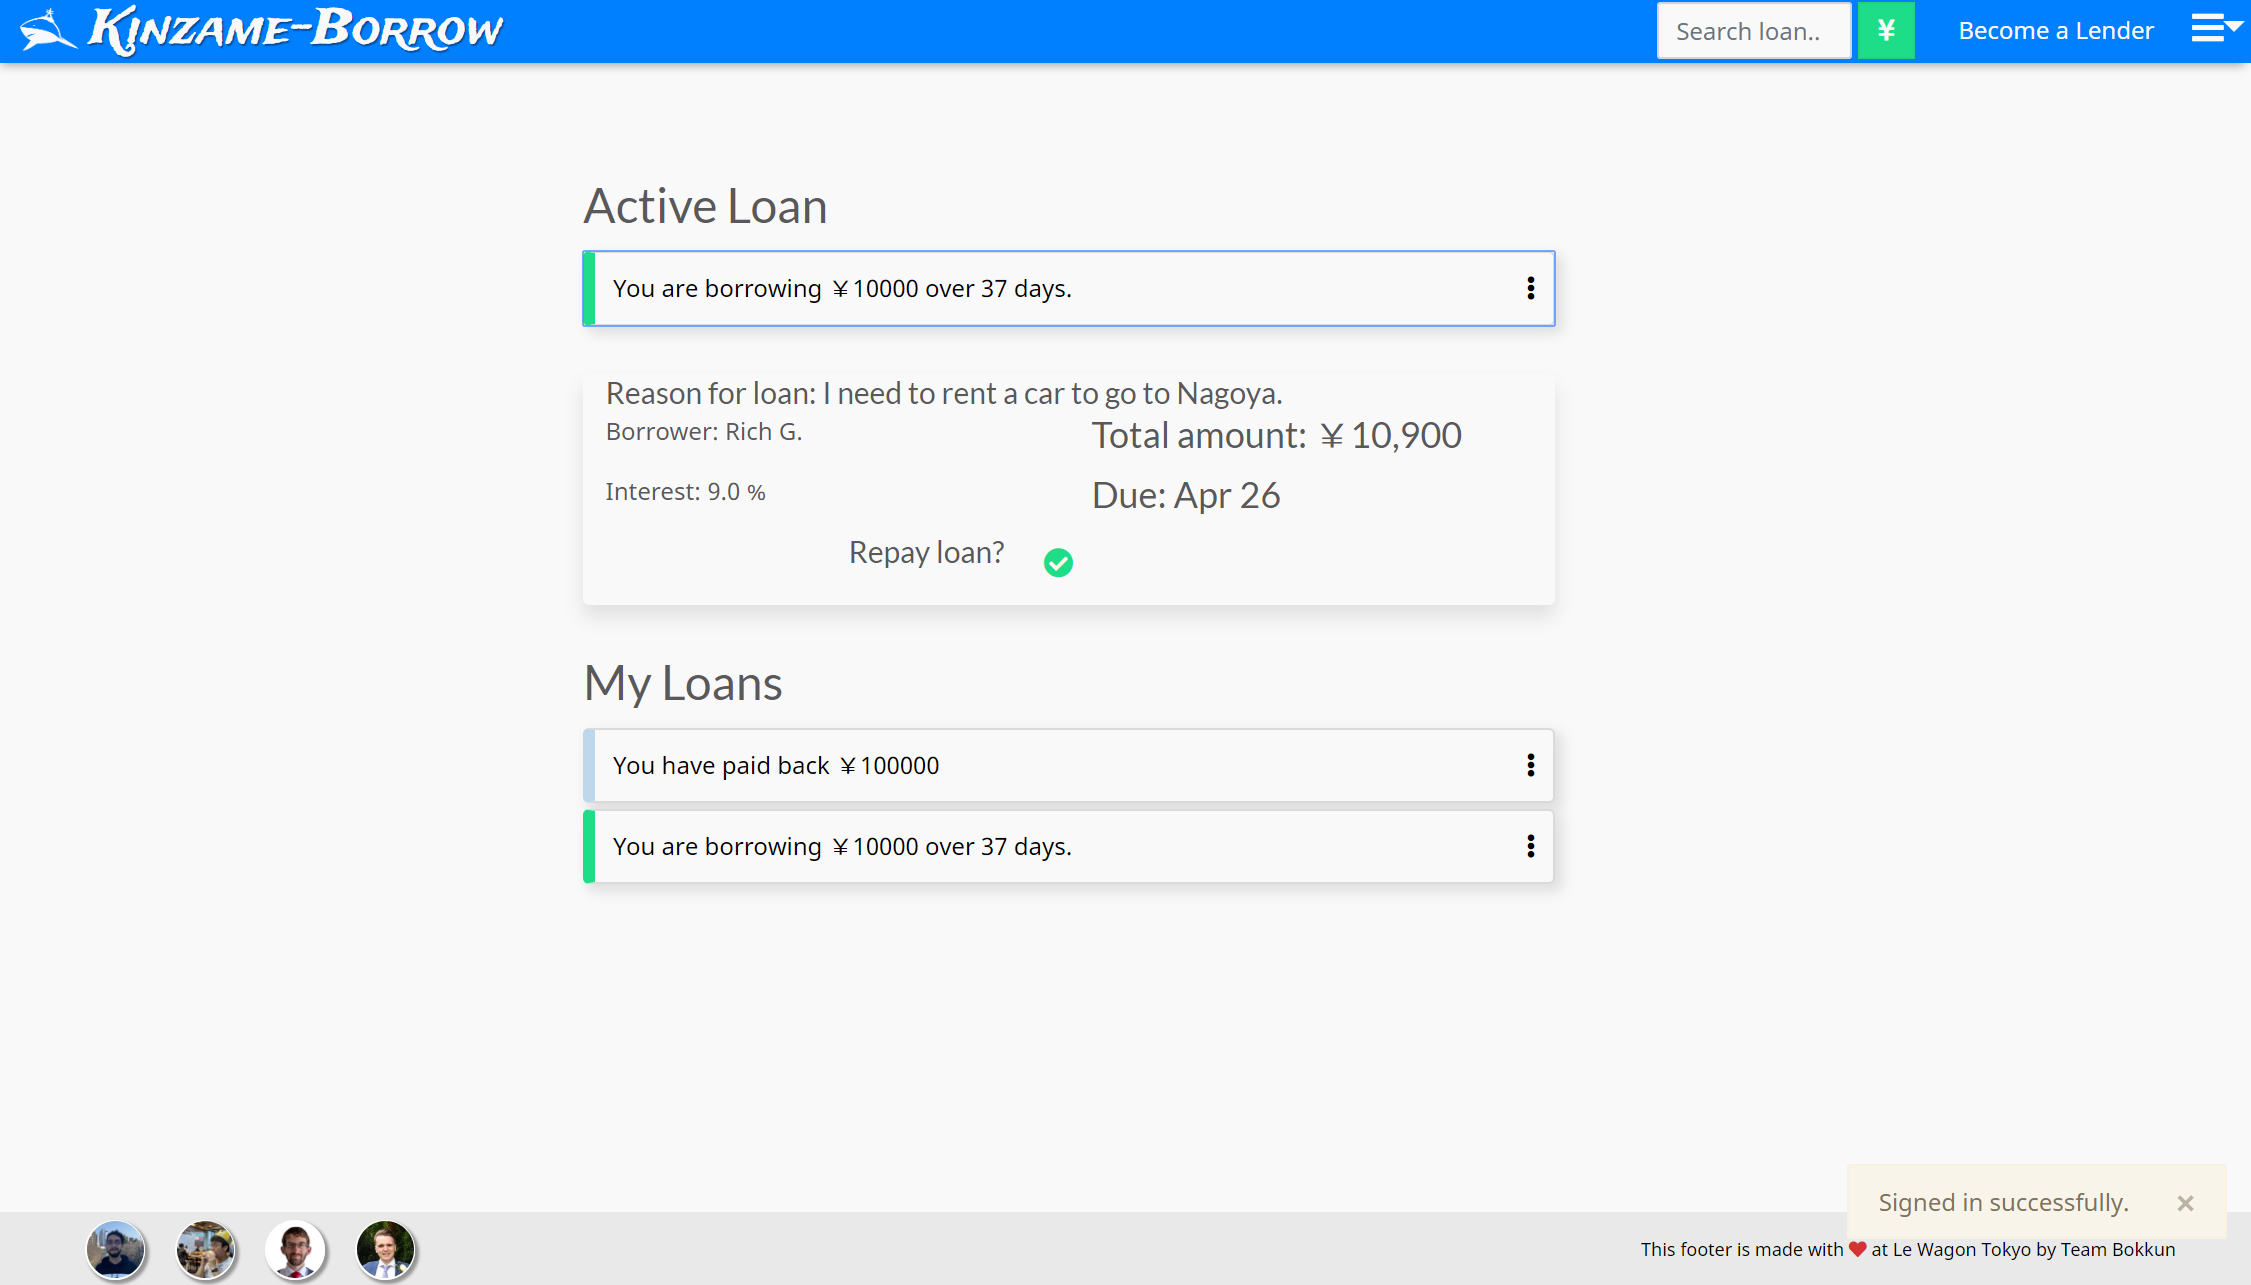 Kinzame-Borrow
Search loan..
¥
Become a Lender
Active Loan
You are borrowing ￥10000 over 37 days.
Reason for loan: I need to rent a car to go to Nagoya.
Borrower: Rich G.
Total amount: ￥10,900
Interest: 9.0 %
Due: Apr 26
Repay loan?
My Loans
You have paid back ￥100000
You are borrowing ￥10000 over 37 days.
Signed in successfully. ×
This footer is made with ❤ at Le Wagon Tokyo by Team Bokkun